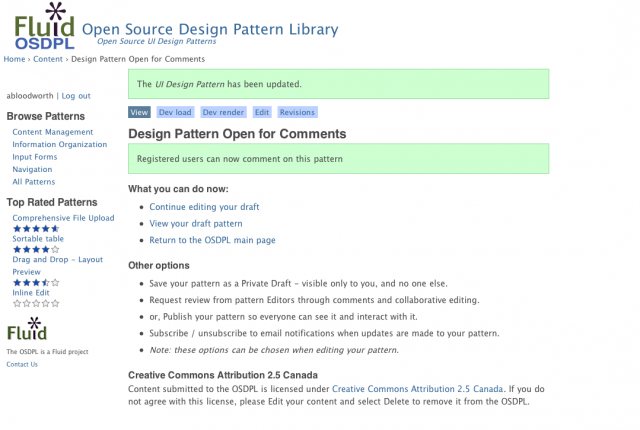 Fluid
OSDPL
Open Source Design Pattern Library
Open Source UI Design Patterns
Home › Content › Design Pattern Open for Comments
The UI Design Pattern has been updated.
abloodworth | Log out
View Dev load Dev render Edit Revisions
Browse Patterns
Content Management
Information Organization
Input Forms
Navigation
All Patterns
Top Rated Patterns
Comprehensive File Upload
Sortable table
Drag and Drop - Layout
Preview
Inline Edit
Fluid
The OSDPL is a Fluid project
Contact Us
Design Pattern Open for Comments
Registered users can now comment on this pattern
What you can do now:
• Continue editing your draft
• View your draft pattern
• Return to the OSDPL main page
Other options
• Save your pattern as a Private Draft - visible only to you, and no one else.
• Request review from pattern Editors through comments and collaborative editing.
• or, Publish your pattern so everyone can see it and interact with it.
• Subscribe / unsubscribe to email notifications when updates are made to your pattern.
• Note: these options can be chosen when editing your pattern.
Creative Commons Attribution 2.5 Canada
Content submitted to the OSDPL is licensed under Creative Commons Attribution 2.5 Canada. If you do
not agree with this license, please Edit your content and select Delete to remove it from the OSDPL.